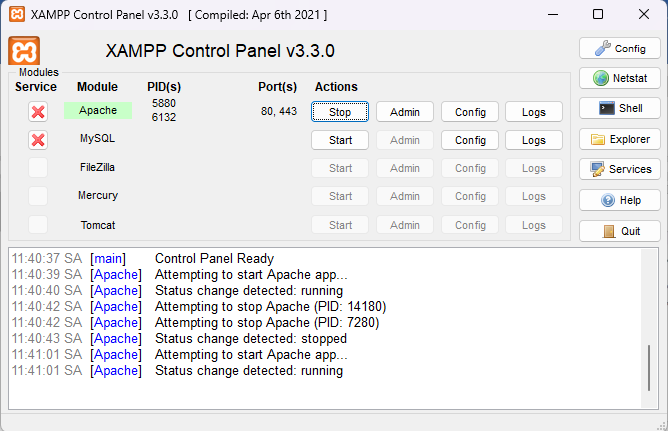 XAMPP Control Panel v3.3.0 [ Compiled: Apr 6th 2021 ]
XAMPP Control Panel v3.3.0
Config
Modules
Service Module PID(s) Port(s) Actions
Netstat
Apache 5880 6132 80, 443 Stop Admin Config Logs
Shell
MySQL Start Admin Config Logs
Explorer
FileZilla Start Admin Config Logs
Services
Mercury Start Admin Config Logs
Help
Tomcat Start Admin Config Logs
Quit
11:40:37 SA [main] Control Panel Ready
11:40:39 SA [Apache] Attempting to start Apache app...
11:40:40 SA [Apache] Status change detected: running
11:40:42 SA [Apache] Attempting to stop Apache (PID: 14180)
11:40:42 SA [Apache] Attempting to stop Apache (PID: 7280)
11:40:43 SA [Apache] Status change detected: stopped
11:41:01 SA [Apache] Attempting to start Apache app...
11:41:01 SA [Apache] Status change detected: running